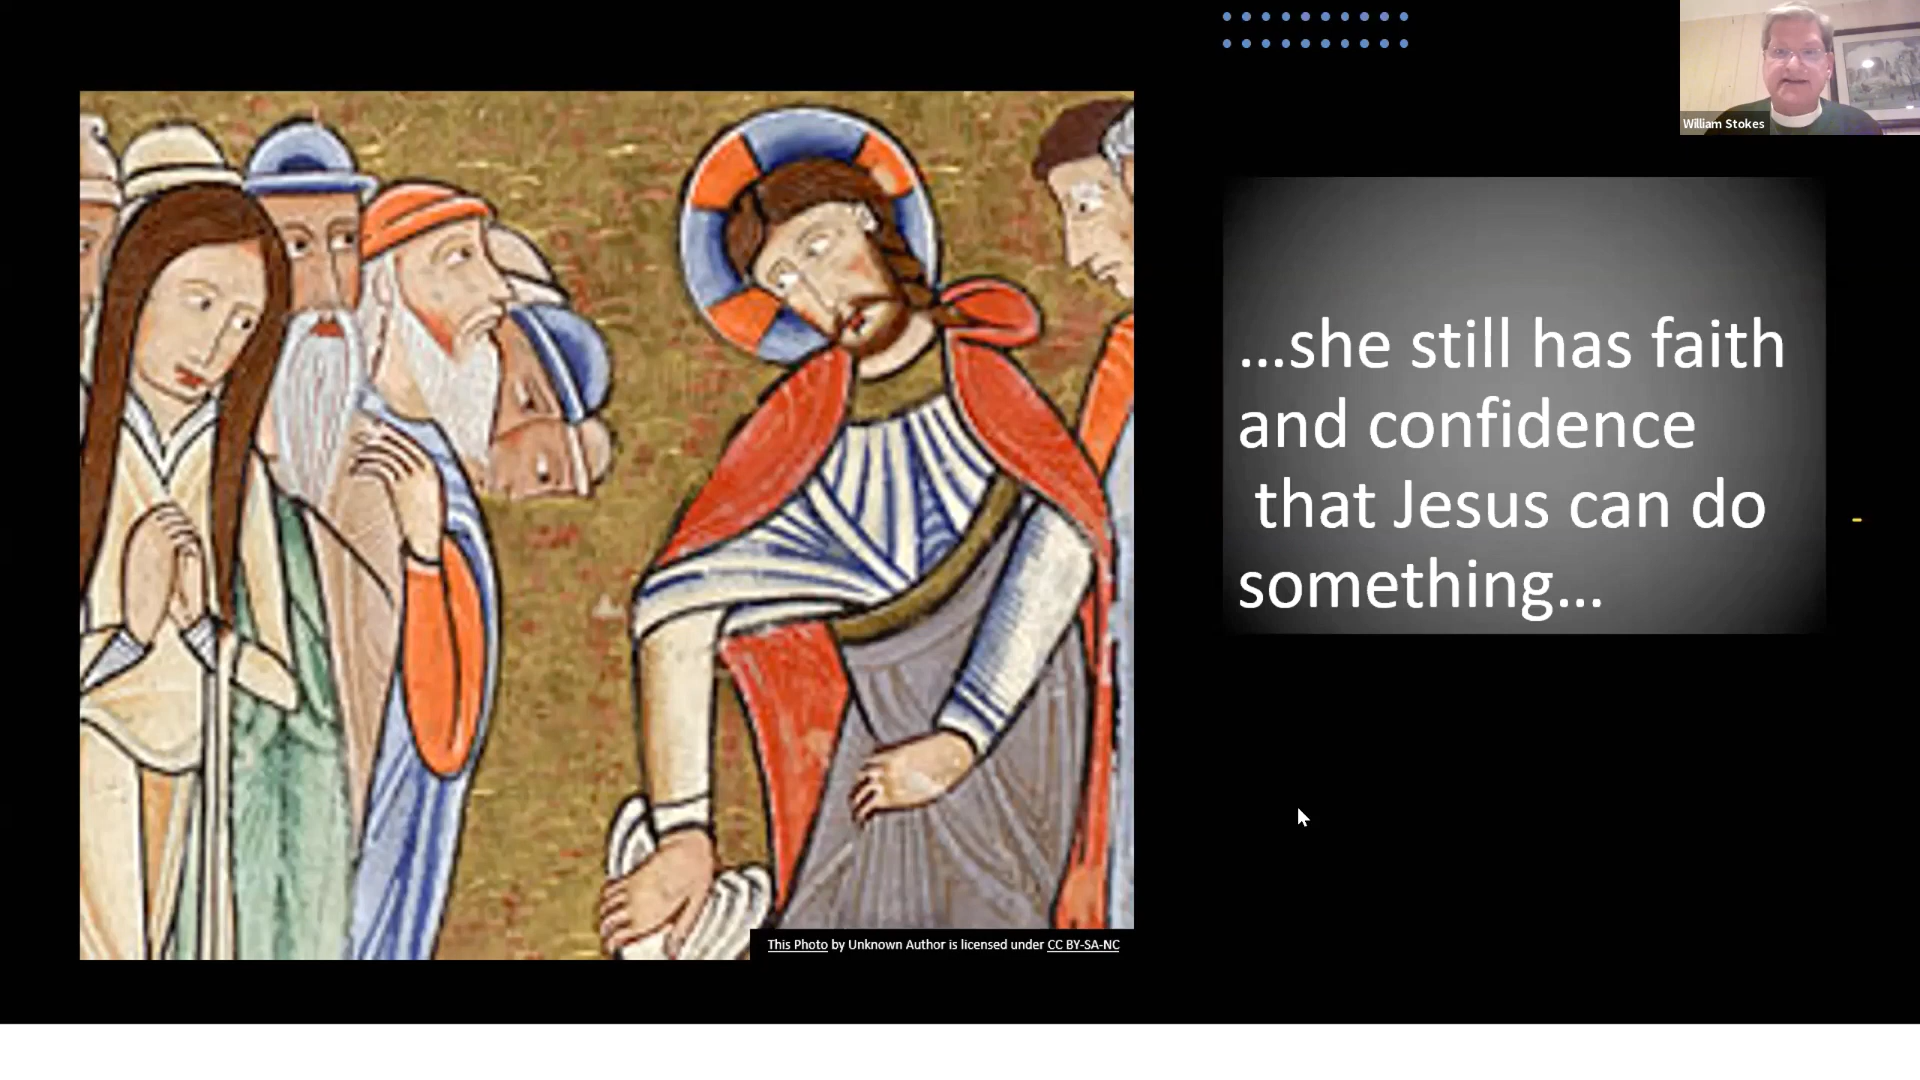 William Stokes
...she still has faith
and confidence
that Jesus can do
something...
This Photo by Unknown Author is licensed under CC BY-SA-NC